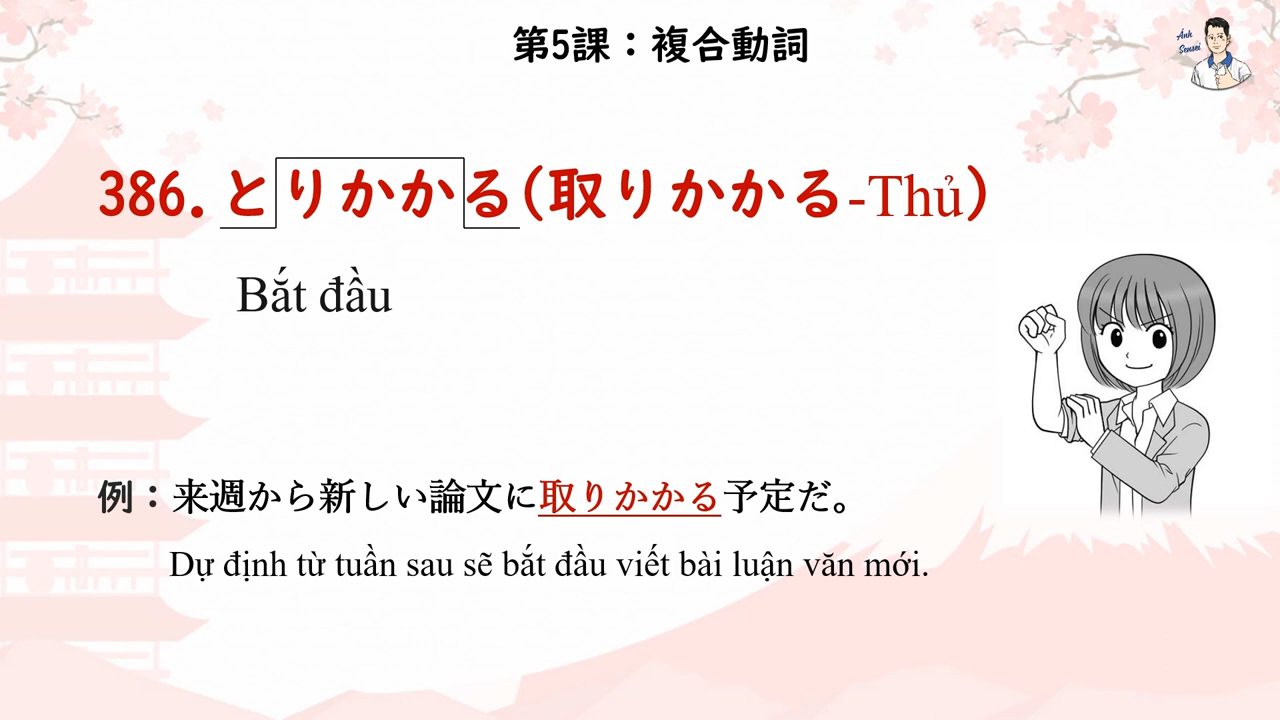 第5課：複合動詞
Ánh
Sensei
386. とりかかる(取りかかる-Thủ)
Bắt đầu
例：来週から新しい論文に取りかかる予定だ。
Dự định từ tuần sau sẽ bắt đầu viết bài luận văn mới.